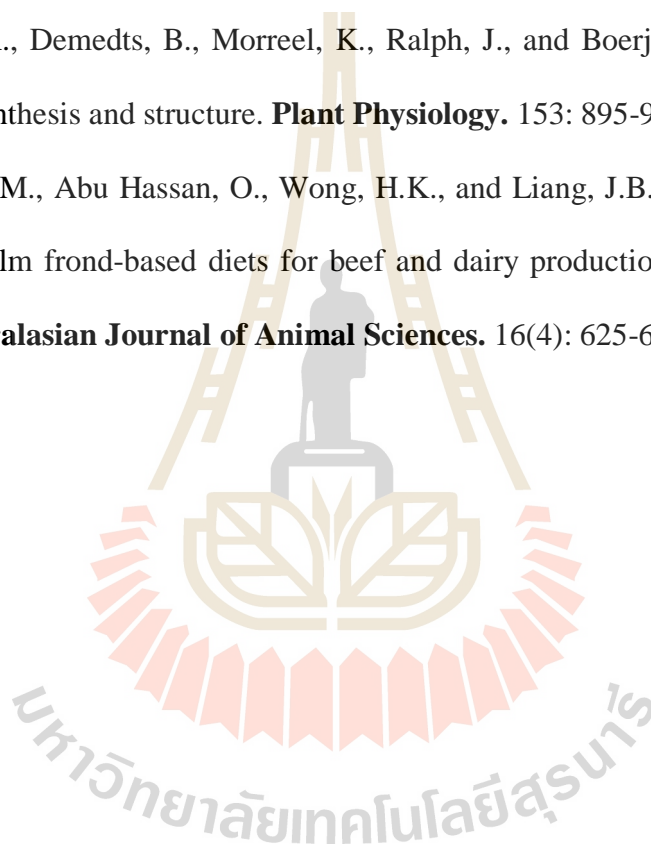 ., Demedts, B., Morreel, K., Ralph, J., and Boerj
nthesis and structure. Plant Physiology. 153: 895-9
M., Abu Hassan, O., Wong, H.K., and Liang, J.B.
lm frond-based diets for beef and dairy productio
alasian Journal of Animal Sciences. 16(4): 625-6
มหาวิทยาลัยเทคโนโลยีสุรนารี